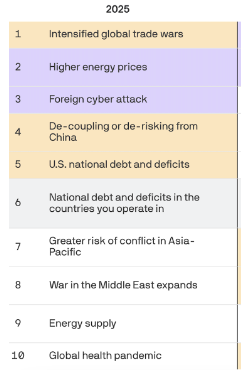 2025
1 Intensified global trade wars
2 Higher energy prices
3 Foreign cyber attack
4 De-coupling or de-risking from
China
5 U.S. national debt and deficits
6 National debt and deficits in the
countries you operate in
7 Greater risk of conflict in Asia-
Pacific
8 War in the Middle East expands
9 Energy supply
10 Global health pandemic